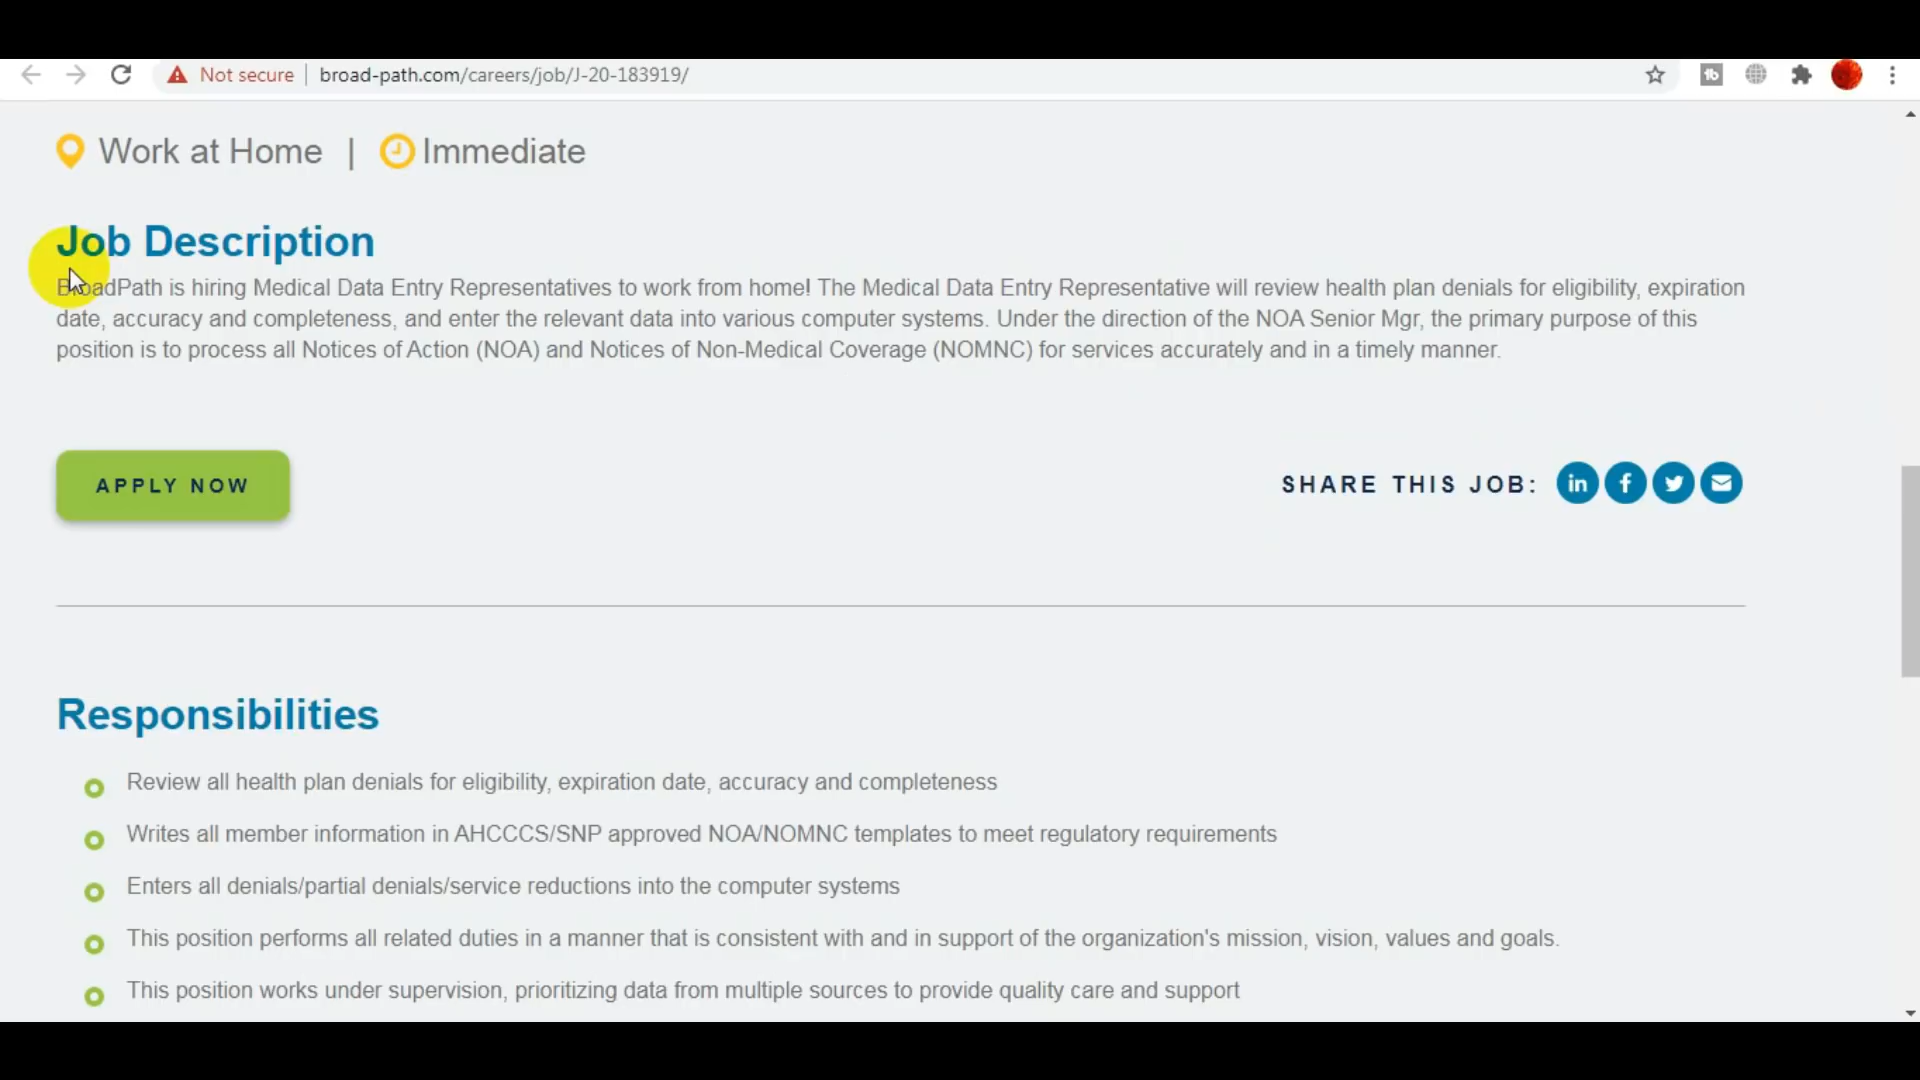 Not secure | broad-path.com/careers/job/J-20-183919/
Work at Home | Immediate
Job Description
BroadPath is hiring Medical Data Entry Representatives to work from home! The Medical Data Entry Representative will review health plan denials for eligibility, expiration
date, accuracy and completeness, and enter the relevant data into various computer systems. Under the direction of the NOA Senior Mgr, the primary purpose of this
position is to process all Notices of Action (NOA) and Notices of Non-Medical Coverage (NOMNC) for services accurately and in a timely manner.
APPLY NOW
SHARE THIS JOB:
Responsibilities
Review all health plan denials for eligibility, expiration date, accuracy and completeness
Writes all member information in AHCCCS/SNP approved NOA/NOMNC templates to meet regulatory requirements
Enters all denials/partial denials/service reductions into the computer systems
This position performs all related duties in a manner that is consistent with and in support of the organization's mission, vision, values and goals.
This position works under supervision, prioritizing data from multiple sources to provide quality care and support